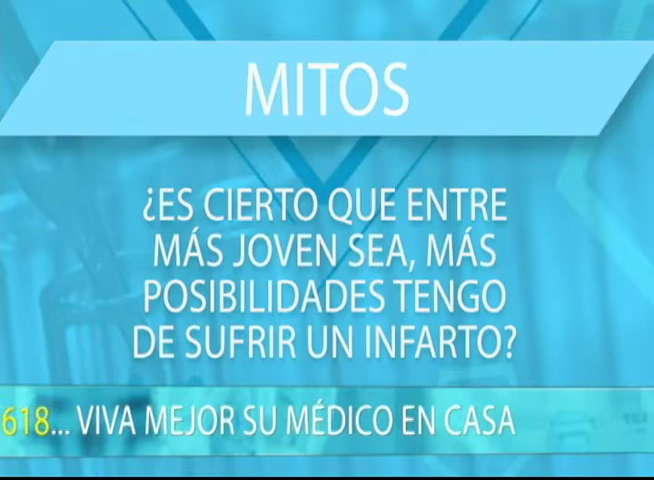 MITOS
¿ES CIERTO QUE ENTRE
MÁS JOVEN SEA, MÁS
POSIBILIDADES TENGO
DE SUFRIR UN INFARTO?
618... VIVA MEJOR SU MÉDICO EN CASA